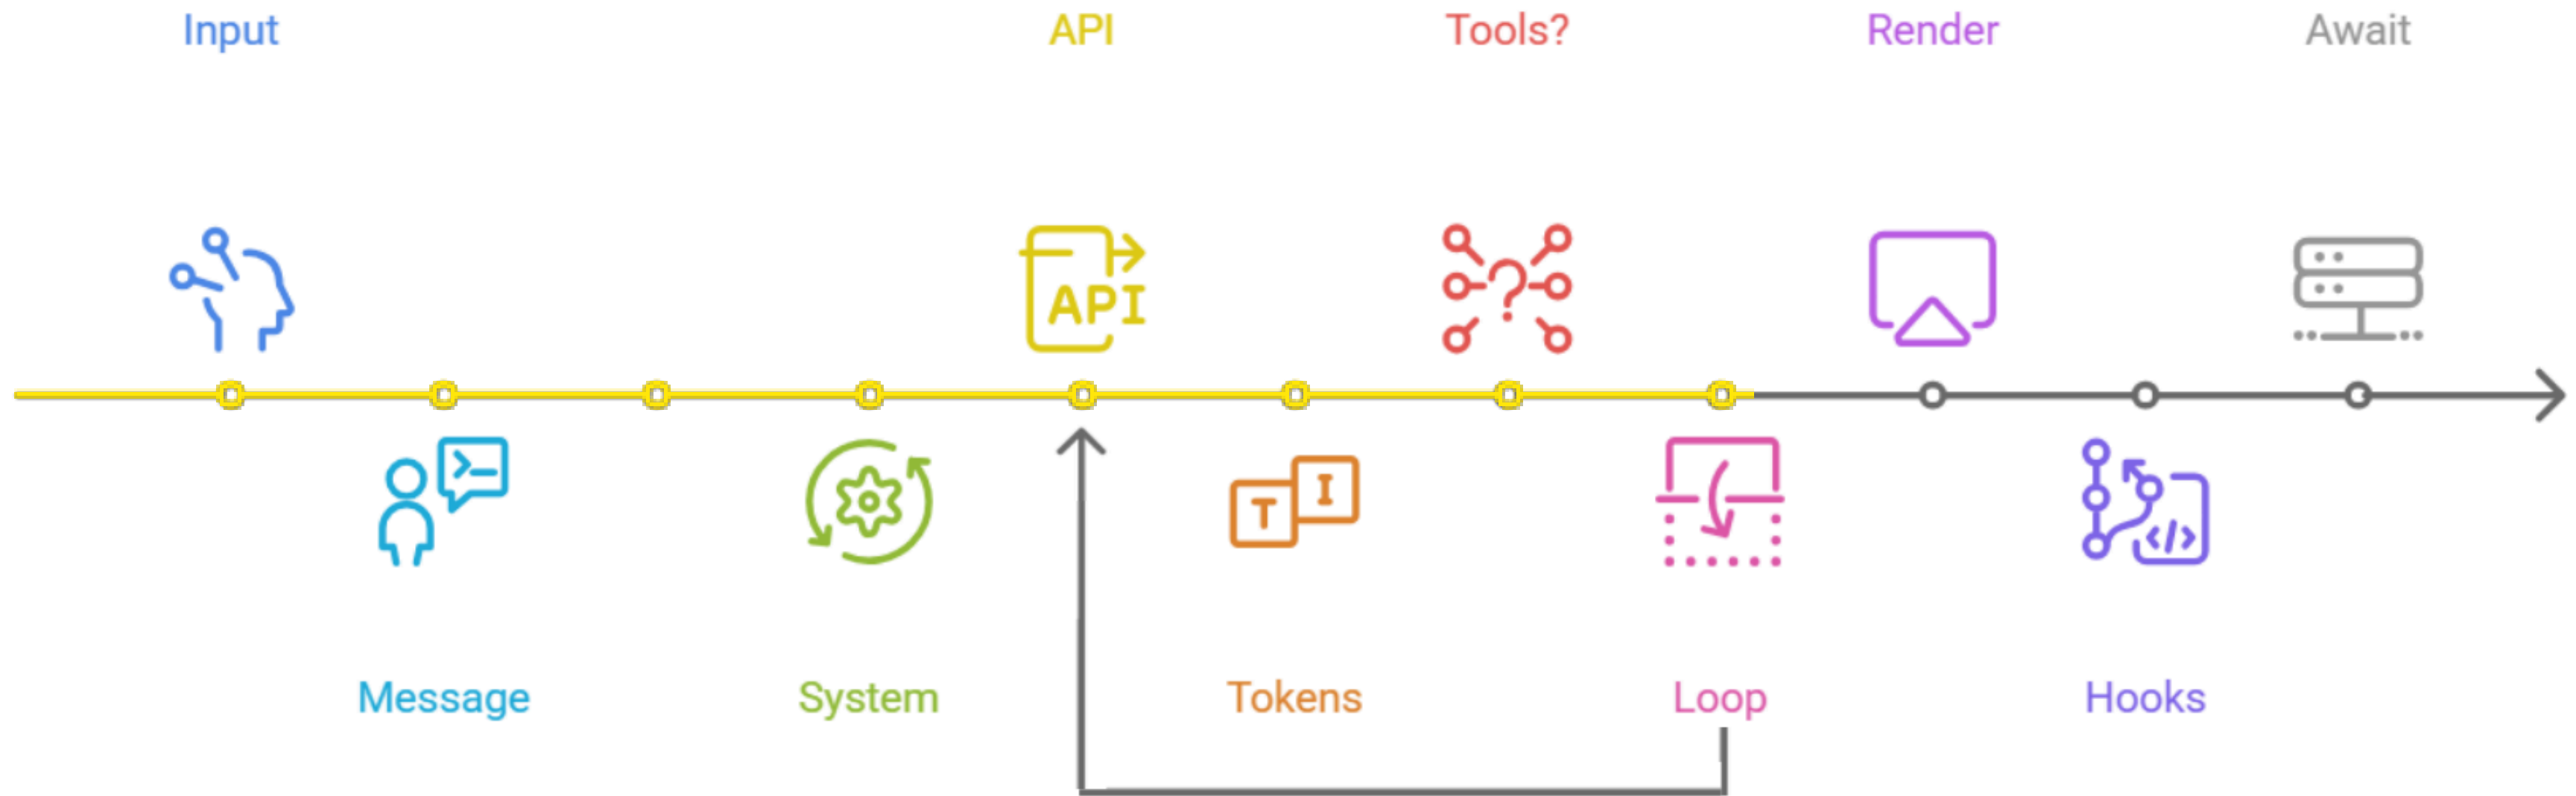 Input
API
Tools?
Render
Await
API
T
I
</>
Message
System
Tokens
Loop
Hooks